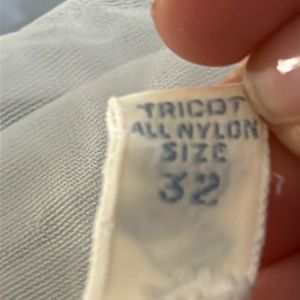 TRICOT
ALL NYLON
SIZE
32